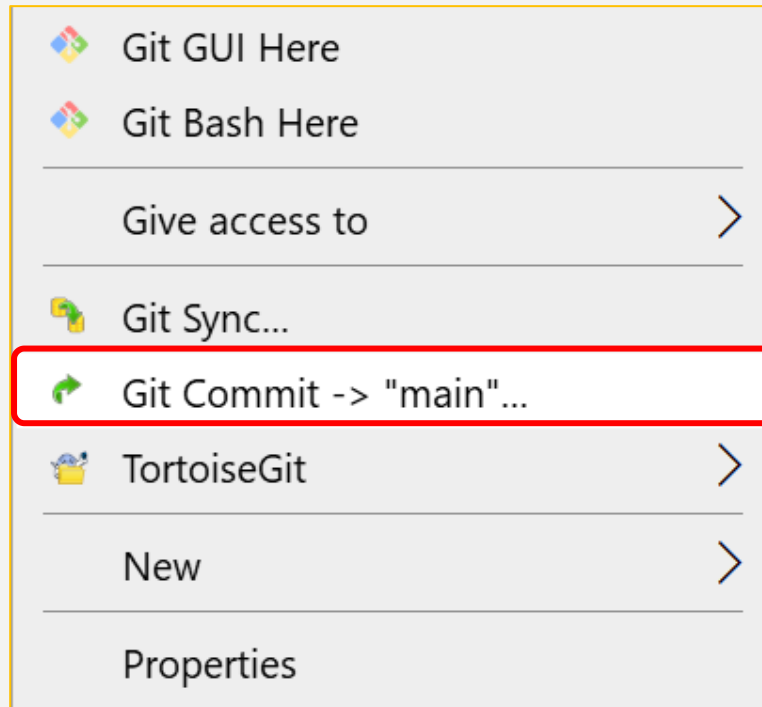 Git GUI Here
Git Bash Here
Give access to
Git Sync...
Git Commit -> "main"...
TortoiseGit
New
Properties